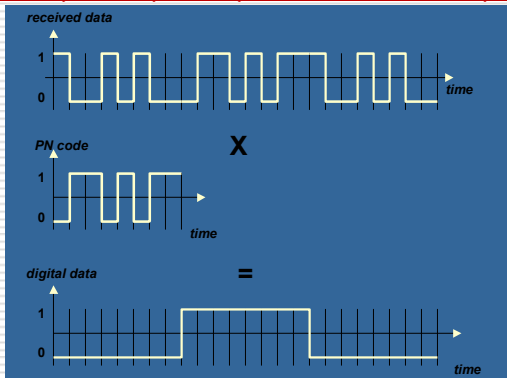 received data
1
0
time
X
PN code
1
0
time
=
digital data
1
0
time